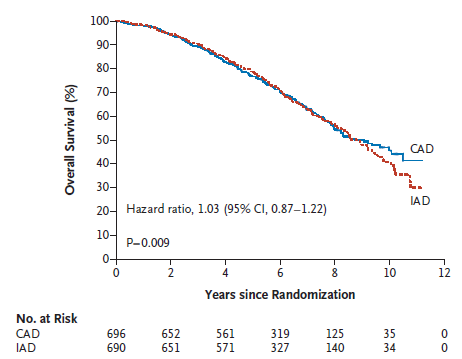 100
90
80
70
60
50
40
30
20
10
0
Overall Survival (%)
CAD
IAD
Hazard ratio, 1.03 (95% CI, 0.87–1.22)
P=0.009
0 2 4 6 8 10 12
Years since Randomization
No. at Risk
CAD 696 652 561 319 125 35 0
IAD 690 651 571 327 140 34 0